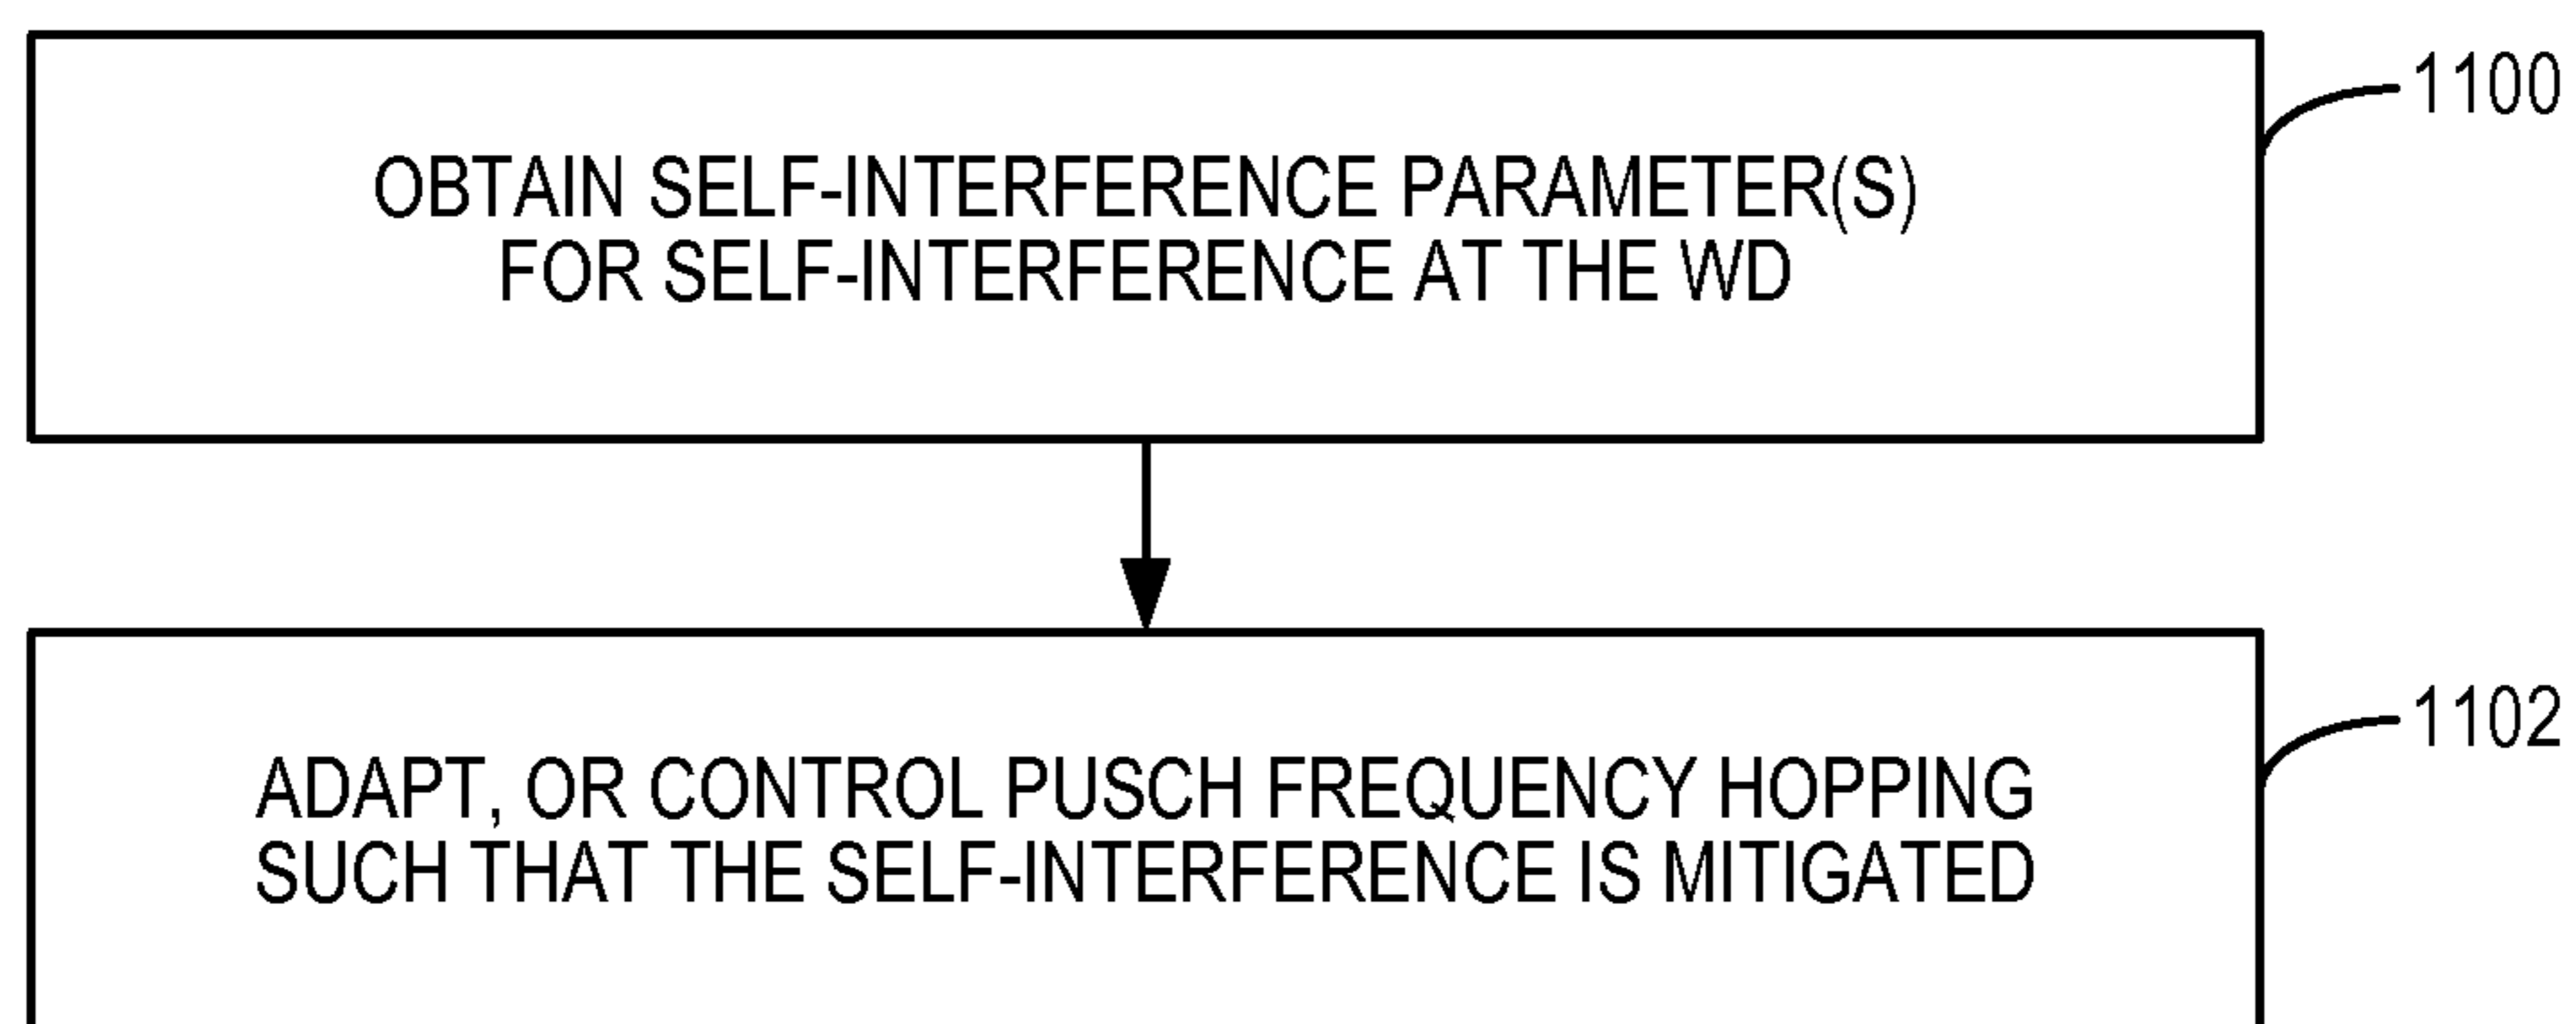 1100
OBTAIN SELF-INTERFERENCE PARAMETER(S)
FOR SELF-INTERFERENCE AT THE WD
1102
ADAPT, OR CONTROL PUSCH FREQUENCY HOPPING
SUCH THAT THE SELF-INTERFERENCE IS MITIGATED